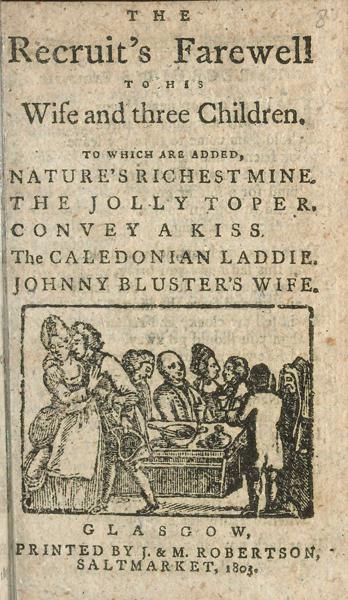 8
THE
Recruit's Farewell
TO HIS
Wife and three Children.
TO WHICH ARE ADDED,
NATURE'S RICHEST MINE.
THE JOLLY TOPER.
CONVEY A KISS.
The CALEDONIAN LADDIE.
JOHNNY BLUSTER'S WIFE.
GLASGOW,
PRINTED BY J. & M. ROBERTSON,
SALTMARKET, 1803.